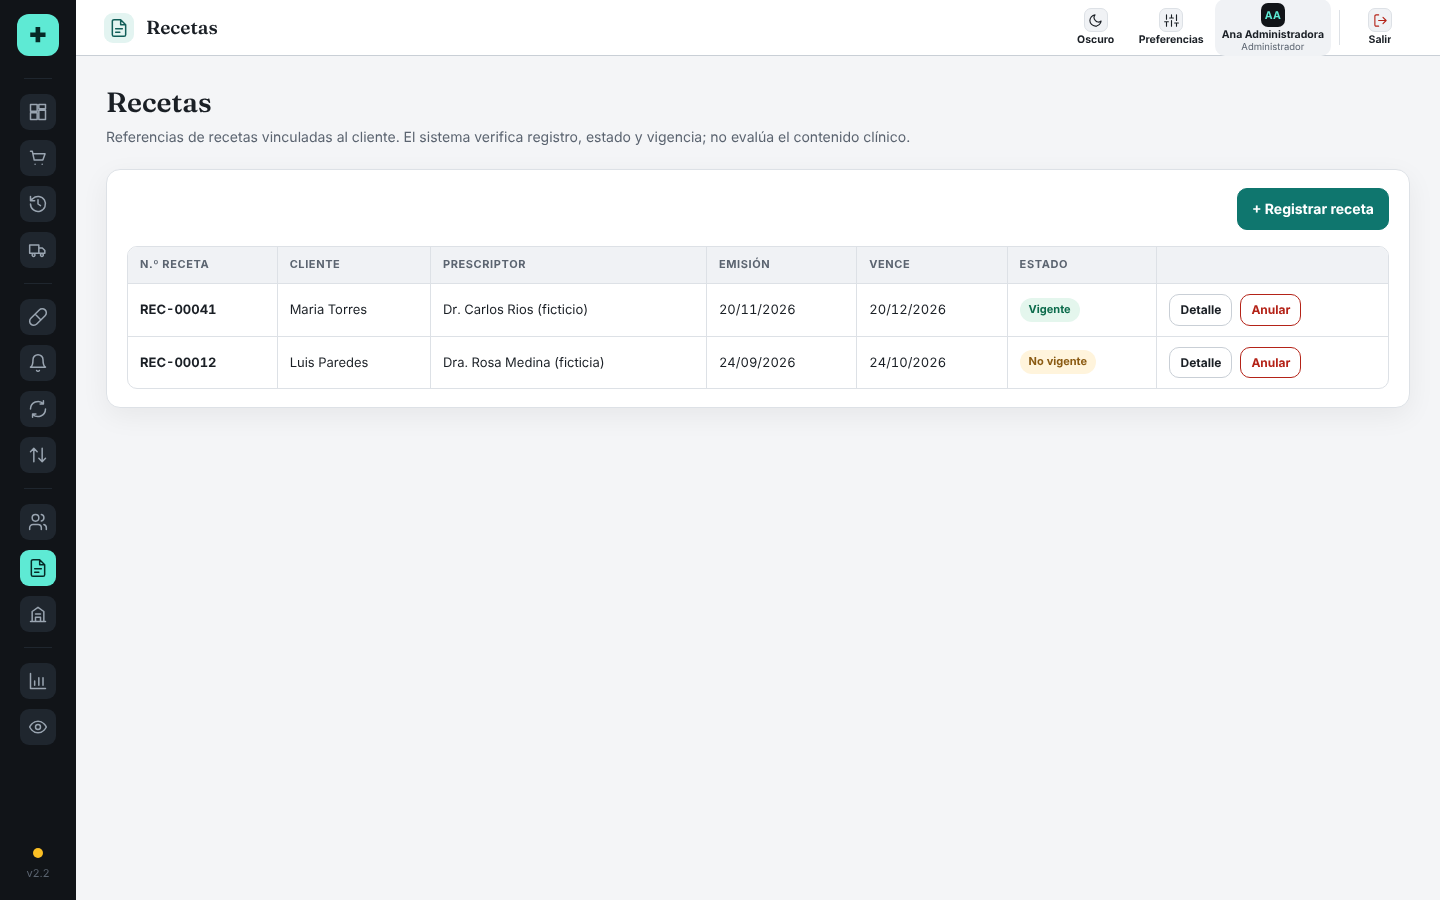 Recetas
Oscuro
Preferencias
AA
Ana Administradora
Administrador
Salir
Recetas
Referencias de recetas vinculadas al cliente. El sistema verifica registro, estado y vigencia; no evalúa el contenido clínico.
+ Registrar receta
N.º RECETA CLIENTE PRESCRIPTOR EMISIÓN VENCE ESTADO
REC-00041 Maria Torres Dr. Carlos Rios (ficticio) 20/11/2026 20/12/2026 Vigente Detalle Anular
REC-00012 Luis Paredes Dra. Rosa Medina (ficticia) 24/09/2026 24/10/2026 No vigente Detalle Anular
v2.2